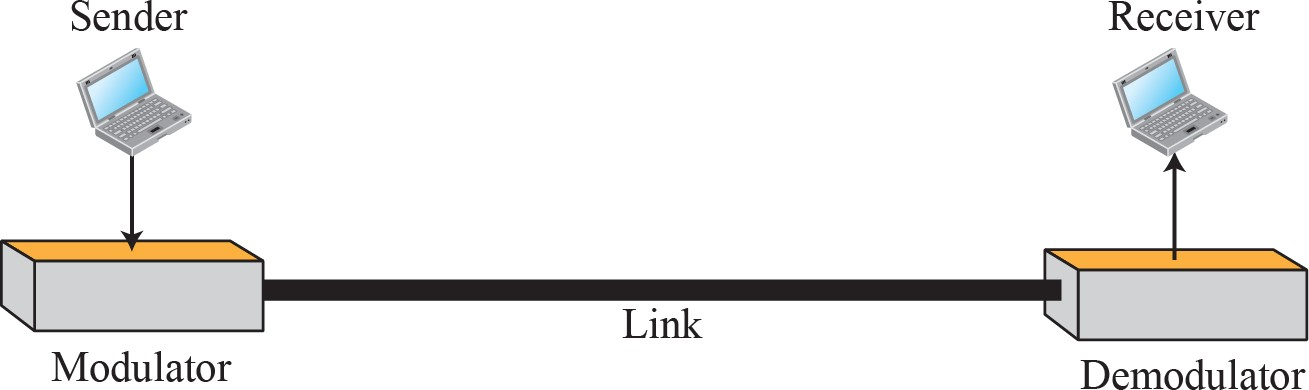 Sender
Receiver
Link
Modulator
Demodulator